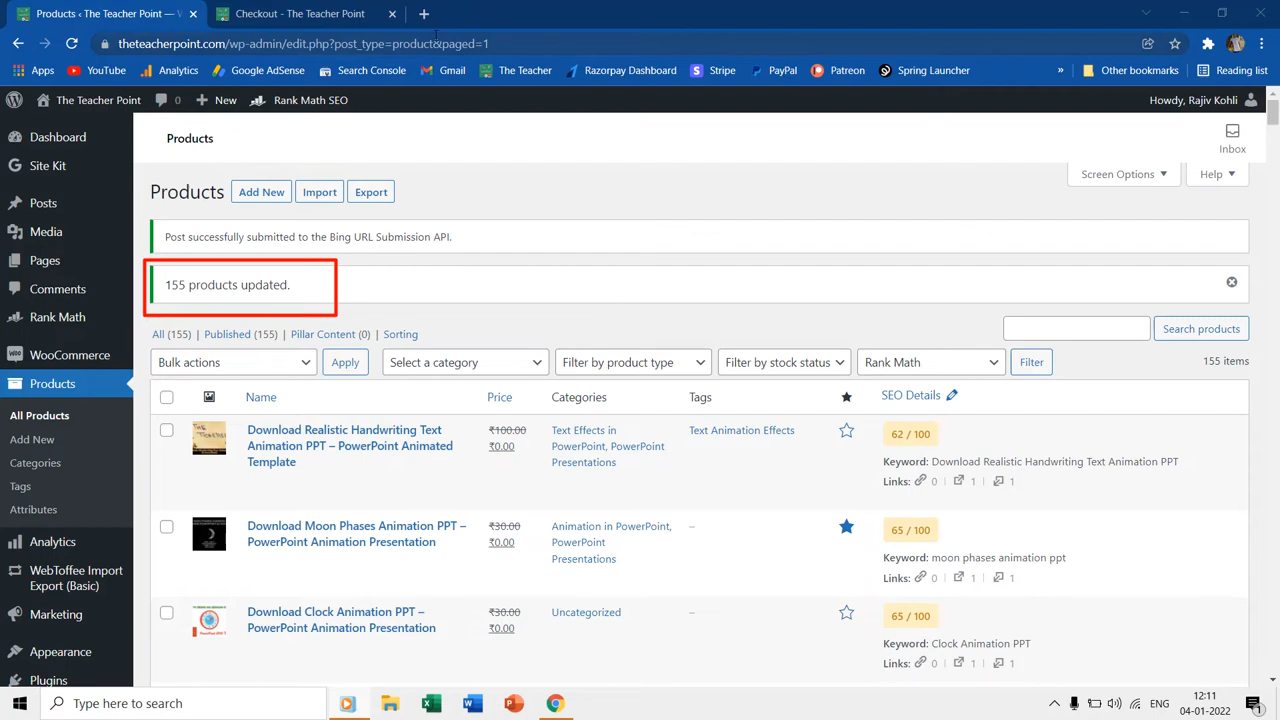 Products ‹ The Teacher Point — W
Checkout - The Teacher Point
theteacherpoint.com/wp-admin/edit.php?post_type=product&paged=1
Apps
YouTube
Analytics
Google AdSense
Search Console
Gmail
The Teacher
Razorpay Dashboard
Stripe
PayPal
Patreon
Spring Launcher
»
Other bookmarks
Reading list
The Teacher Point
0
New
Rank Math SEO
Howdy, Rajiv Kohli
Dashboard
Site Kit
Posts
Media
Pages
Comments
Rank Math
WooCommerce
Products
All Products
Add New
Categories
Tags
Attributes
Analytics
WebToffee Import
Export (Basic)
Marketing
Appearance
Plugins
Products
Inbox
Screen Options
Help
Products
Add New
Import
Export
Post successfully submitted to the Bing URL Submission API.
155 products updated.
All (155) | Published (155) | Pillar Content (0) | Sorting
Search products
Bulk actions
Apply
Select a category
Filter by product type
Filter by stock status
Rank Math
Filter
155 items
Name
Price
Categories
Tags
SEO Details
Download Realistic Handwriting Text
Animation PPT – PowerPoint Animated
Template
₹100.00
₹0.00
Text Effects in
PowerPoint, PowerPoint
Presentations
Text Animation Effects
62 / 100
Keyword: Download Realistic Handwriting Text Animation PPT
Links: 0 | 1 | 1
Download Moon Phases Animation PPT –
PowerPoint Animation Presentation
₹30.00
₹0.00
Animation in PowerPoint,
PowerPoint
Presentations
–
65 / 100
Keyword: moon phases animation ppt
Links: 0 | 1 | 1
Download Clock Animation PPT –
PowerPoint Animation Presentation
₹30.00
₹0.00
Uncategorized
–
65 / 100
Keyword: Clock Animation PPT
Links: 0 | 1 | 1
Type here to search
ENG
12:11
04-01-2022
1